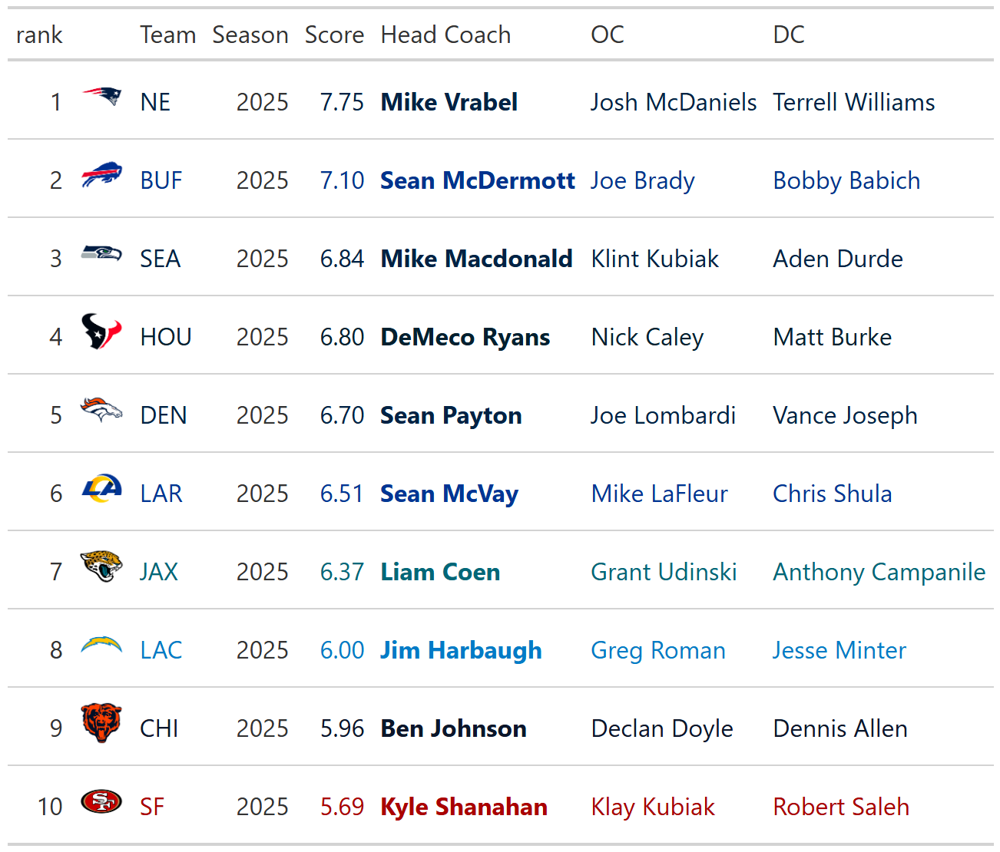 rank Team Season Score Head Coach OC DC
1 NE 2025 7.75 Mike Vrabel Josh McDaniels Terrell Williams
2 BUF 2025 7.10 Sean McDermott Joe Brady Bobby Babich
3 SEA 2025 6.84 Mike Macdonald Klint Kubiak Aden Durde
4 HOU 2025 6.80 DeMeco Ryans Nick Caley Matt Burke
5 DEN 2025 6.70 Sean Payton Joe Lombardi Vance Joseph
6 LA LAR 2025 6.51 Sean McVay Mike LaFleur Chris Shula
7 JAX 2025 6.37 Liam Coen Grant Udinski Anthony Campanile
8 LAC 2025 6.00 Jim Harbaugh Greg Roman Jesse Minter
9 CHI 2025 5.96 Ben Johnson Declan Doyle Dennis Allen
10 SF SF 2025 5.69 Kyle Shanahan Klay Kubiak Robert Saleh